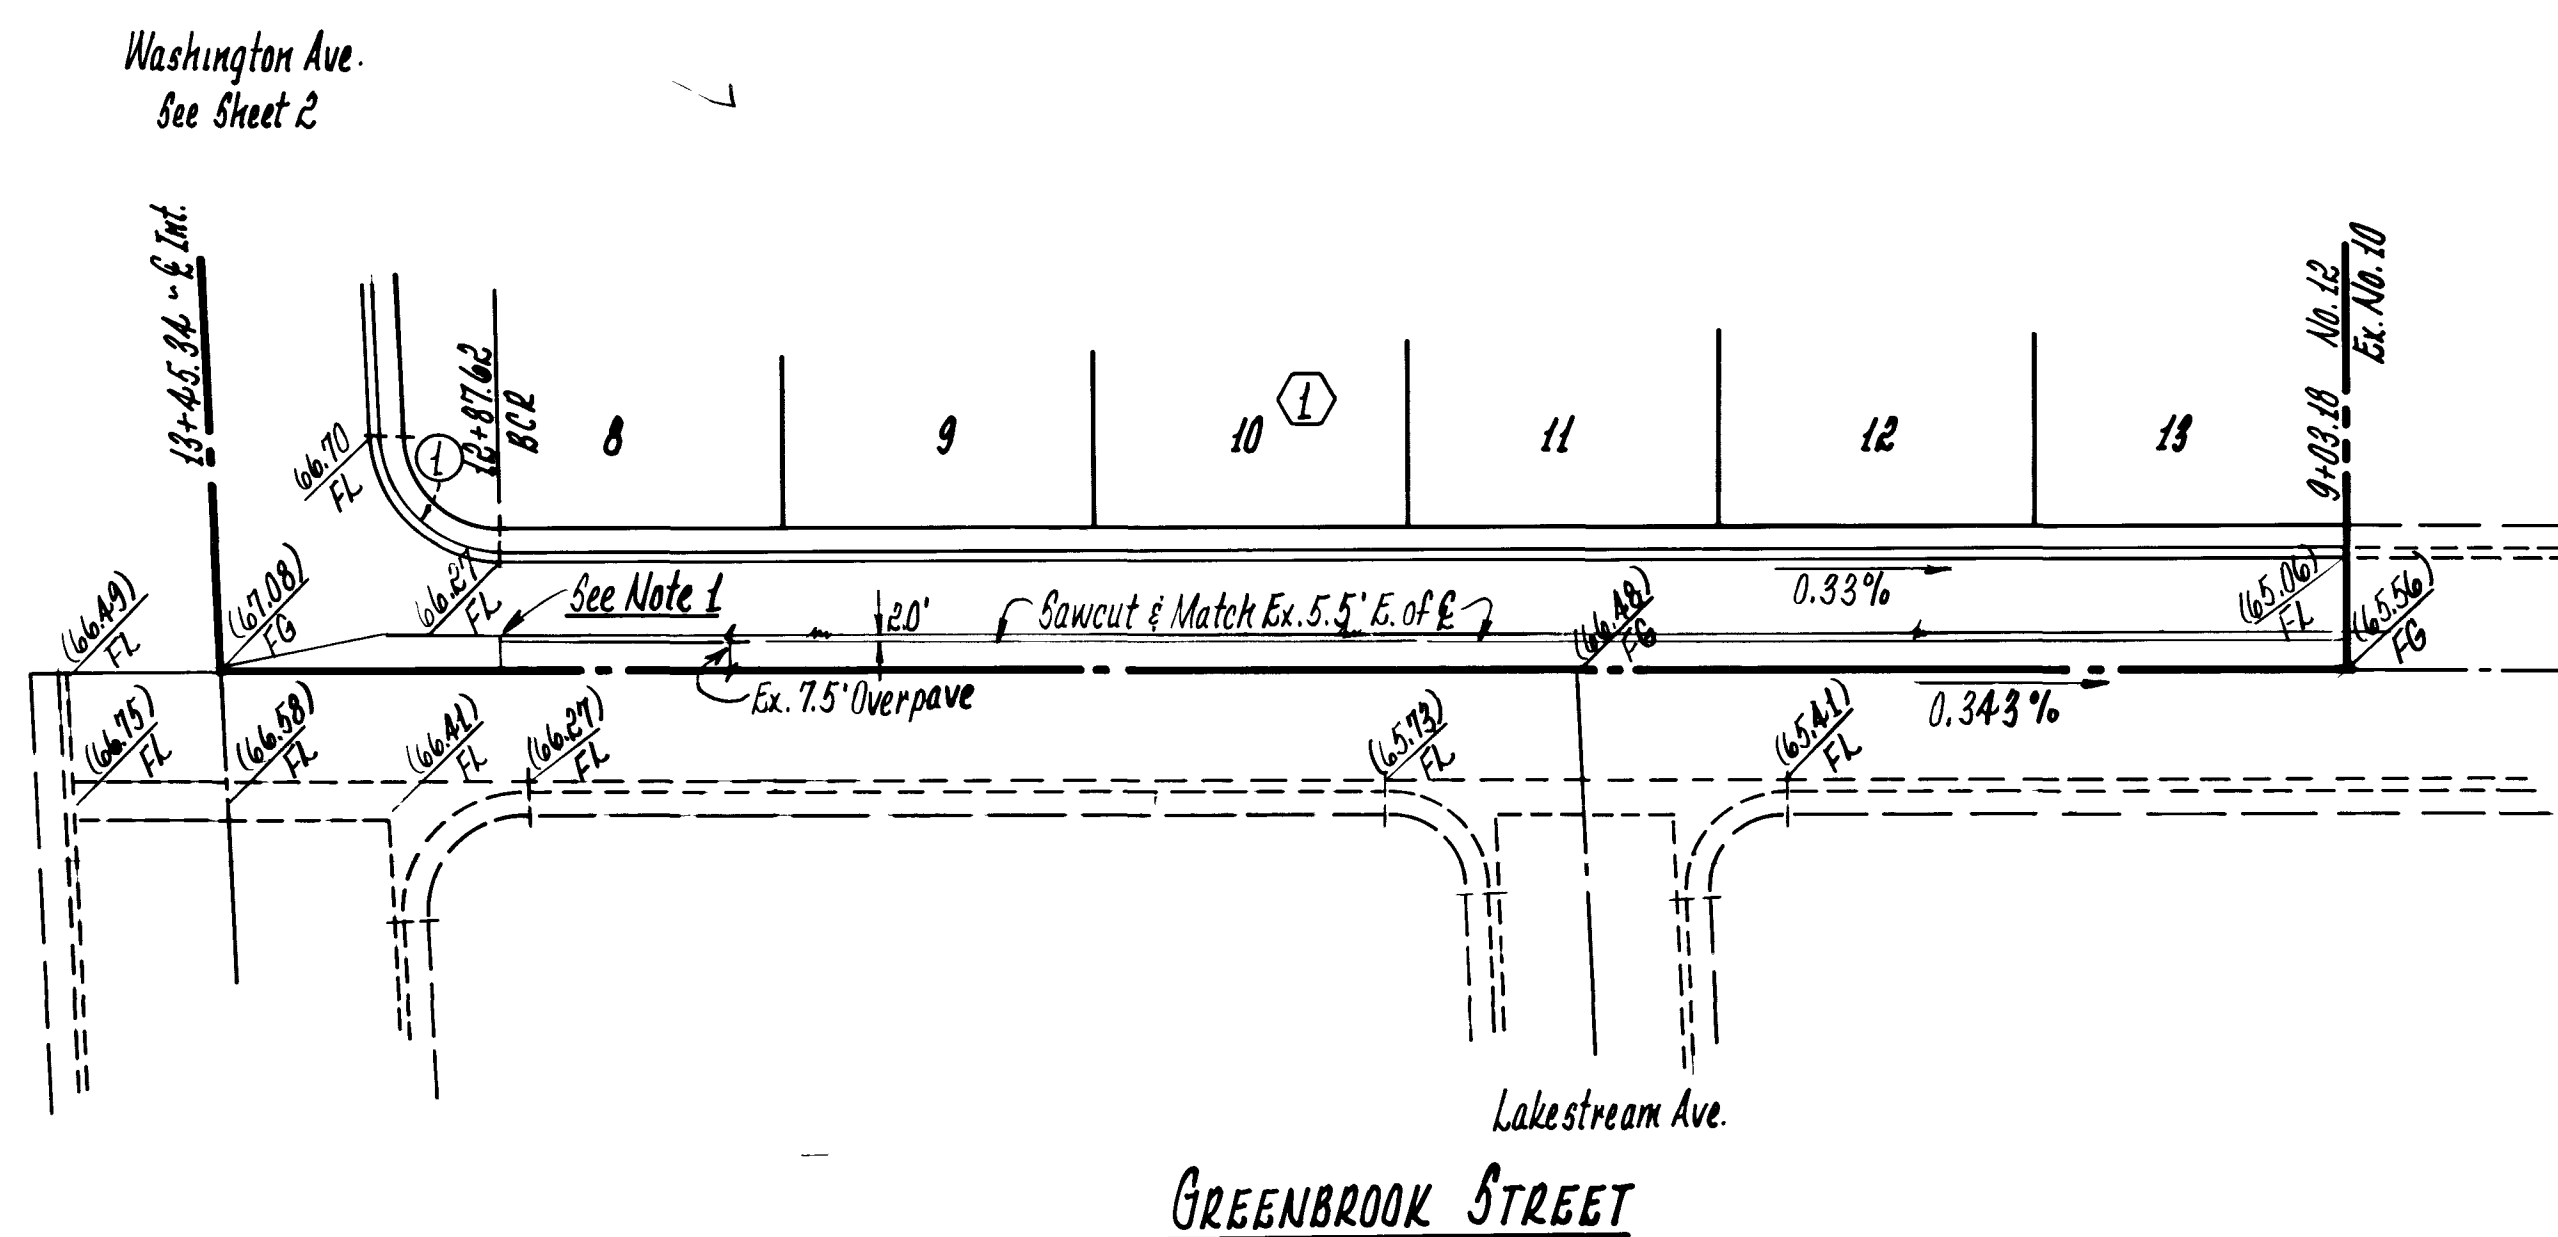 Washington Ave.
See Sheet 2
13+45.34 ~ ℄ Int.
12+87.62
BCR
No. 12
Ex. No. 10
9+03.18
8
9
10
1
11
12
13
66.70
FL
1
(66.49)
FL
(67.08)
FG
66.27
FL
See Note 1
2.0'
Sawcut & Match Ex. 5.5' E. of ℄
(66.48)
FG
0.33%
(65.06)
FL
(65.56)
FG
Ex. 7.5' Overpave
0.343%
(66.75)
FL
(66.58)
FL
(66.41)
FL
(66.27)
FL
(65.73)
FL
(65.41)
FL
Lakestream Ave.
GREENBROOK STREET